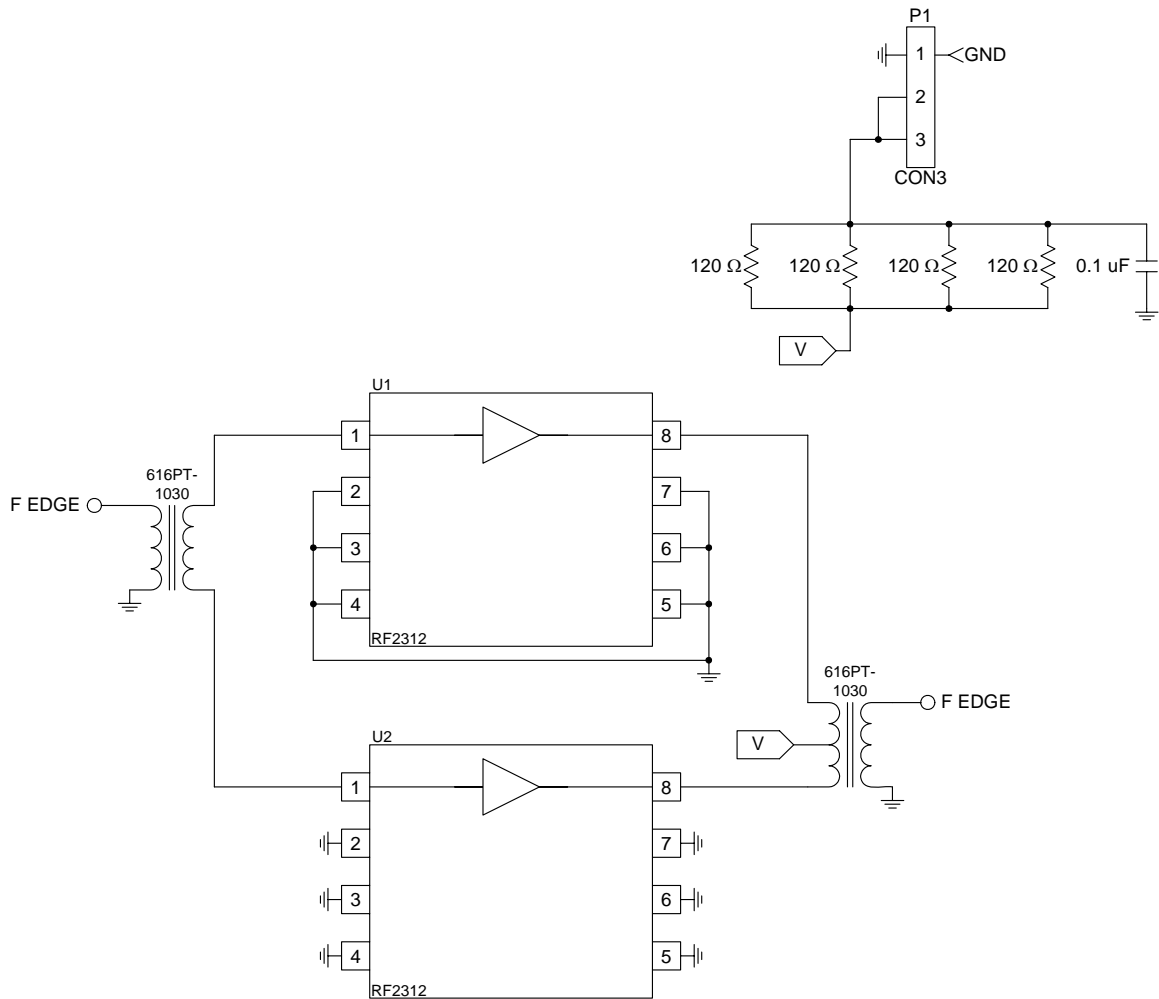 P1
1
GND
2
3
CON3
120 Ω
120 Ω
120 Ω
120 Ω
0.1 uF
V
U1
1
8
616PT-
1030
F EDGE
2
7
3
6
4
5
RF2312
616PT-
1030
F EDGE
V
U2
1
8
2
7
3
6
4
5
RF2312